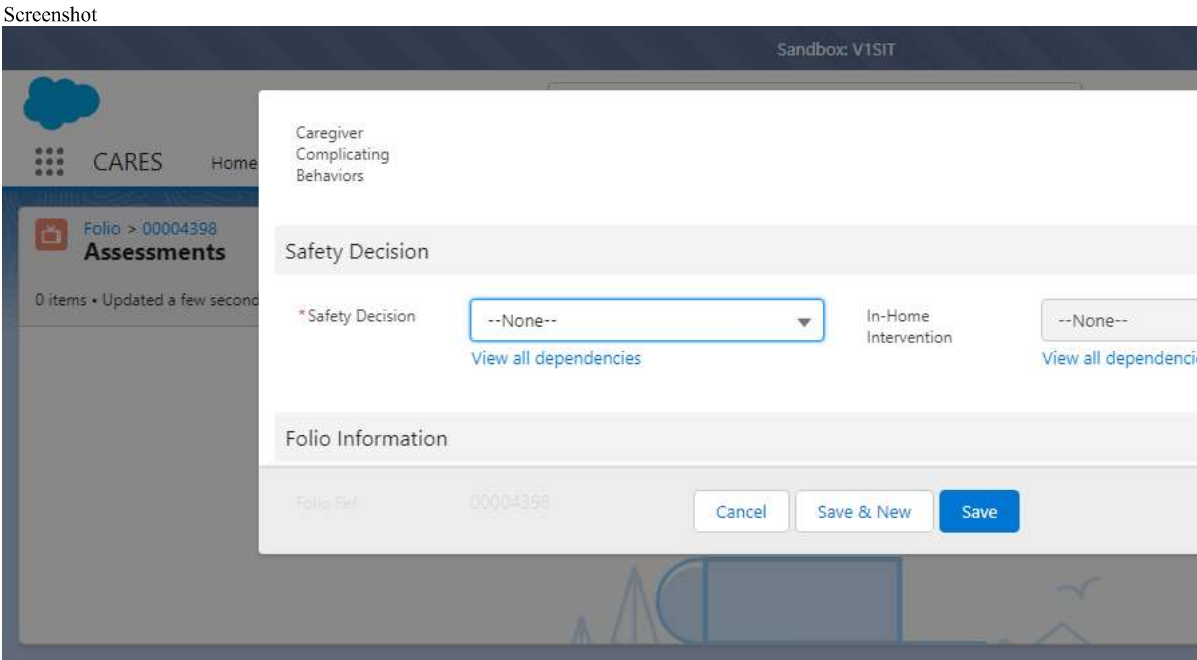 Screenshot
Sandbox: V1SIT
CARES Home
Folio > 00004398
Assessments
0 items • Updated a few second
Caregiver
Complicating
Behaviors
Safety Decision
*Safety Decision --None-- In-Home
Intervention --None--
View all dependencies View all dependenci
Folio Information
Folio Ref 00004398
Cancel Save & New Save